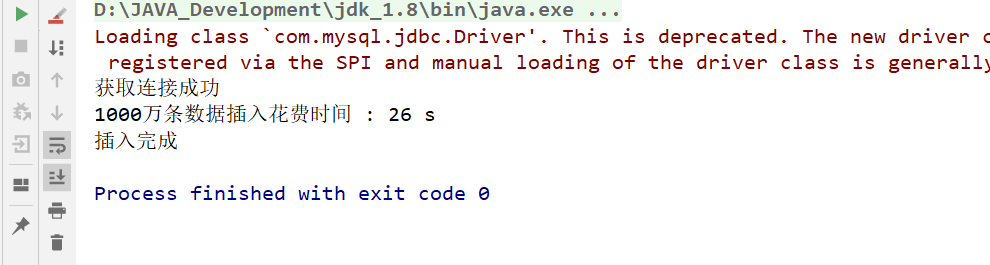 D:\JAVA_Development\jdk_1.8\bin\java.exe ...
Loading class `com.mysql.jdbc.Driver'. This is deprecated. The new driver
registered via the SPI and manual loading of the driver class is generally
获取连接成功
1000万条数据插入花费时间 : 26 s
插入完成
Process finished with exit code 0